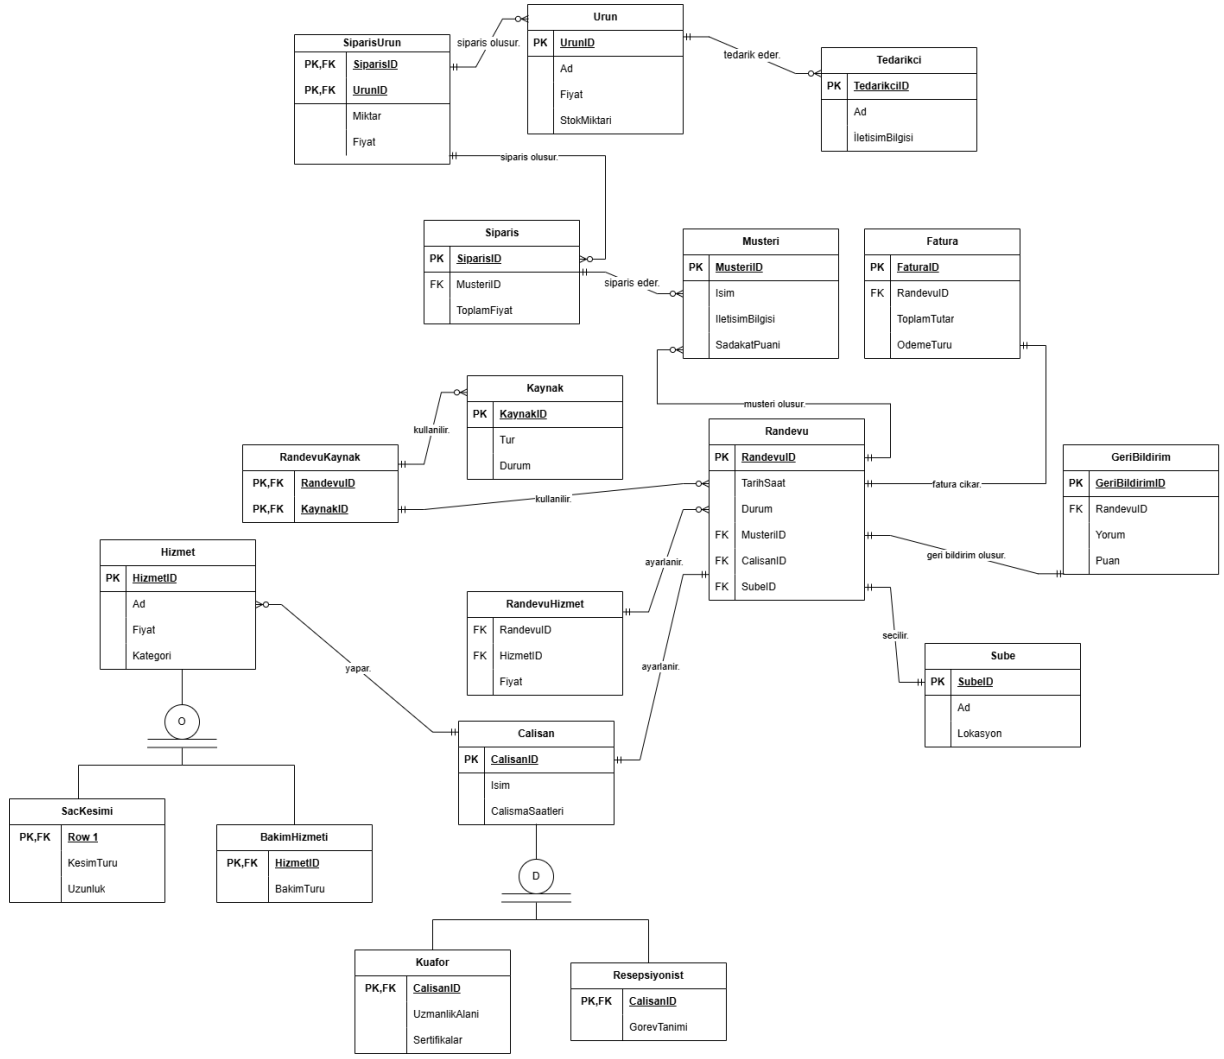 Urun
PK UrunID
Ad
Fiyat
StokMiktari
SiparisUrun
PK,FK SiparisID
PK,FK UrunID
Miktar
Fiyat
siparis olusur.
tedarik eder.
Tedarikci
PK TedarikciID
Ad
İletisimBilgisi
siparis olusur.
Siparis
PK SiparisID
FK MusteriID
ToplamFiyat
siparis eder.
Musteri
PK MusteriID
Isim
IletisimBilgisi
SadakatPuani
Fatura
PK FaturaID
FK RandevuID
ToplamTutar
OdemeTuru
Kaynak
PK KaynakID
Tur
Durum
kullanilir.
musteri olusur.
RandevuKaynak
PK,FK RandevuID
PK,FK KaynakID
kullanilir.
Randevu
PK RandevuID
TarihSaat
Durum
FK MusteriID
FK CalisanID
FK SubeID
fatura cikar.
GeriBildirim
PK GeriBildirimID
FK RandevuID
Yorum
Puan
geri bildirim olusur.
Hizmet
PK HizmetID
Ad
Fiyat
Kategori
ayarlanir.
RandevuHizmet
FK RandevuID
FK HizmetID
Fiyat
secilir.
Sube
PK SubeID
Ad
Lokasyon
yapar.
ayarlanir.
O
Calisan
PK CalisanID
Isim
CalismaSaatleri
SacKesimi
PK,FK Row 1
KesimTuru
Uzunluk
BakimHizmeti
PK,FK HizmetID
BakimTuru
D
Kuafor
PK,FK CalisanID
UzmanlikAlani
Sertifikalar
Resepsiyonist
PK,FK CalisanID
GorevTanimi